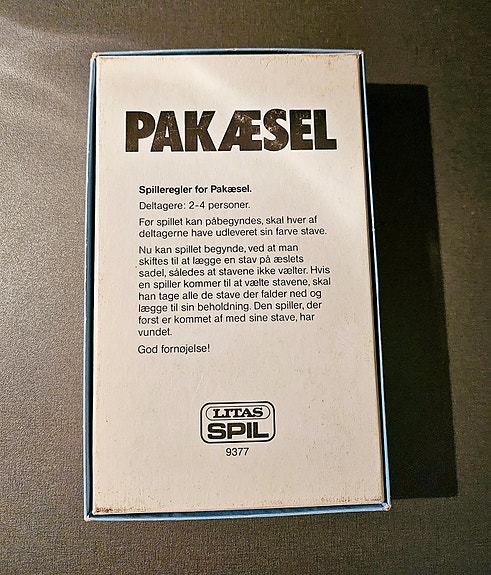 PAKÆSEL
Spilleregler for Pakæsel.
Deltagere: 2-4 personer.
Før spillet kan påbegyndes, skal hver af
deltagerne have udleveret sin farve stave.
Nu kan spillet begynde, ved at man
skiftes til at lægge en stav på æslets
sadel, således at stavene ikke vælter. Hvis
en spiller kommer til at vælte stavene, skal
han tage alle de stave der falder ned og
lægge til sin beholdning. Den spiller, der
først er kommet af med sine stave, har
vundet.
God fornøjelse!
LITAS
SPIL
9377